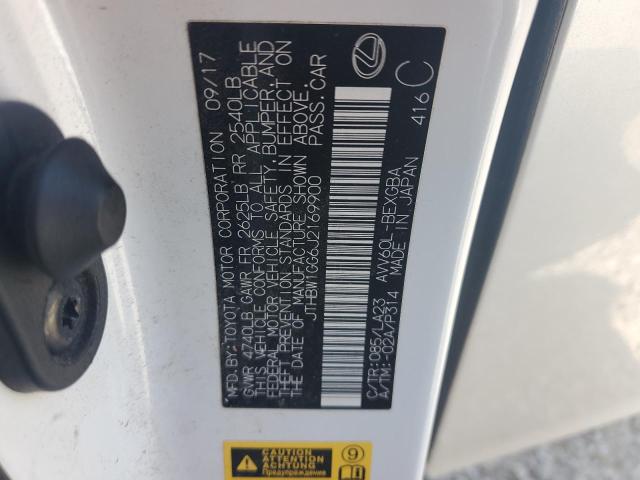 MFD.BY:TOYOTA MOTOR CORPORATION 09/17
GVWR 4740LB GAWR FR 2625LB RR 2540LB
THIS VEHICLE CONFORMS TO ALL APPLICABLE
FEDERAL MOTOR VEHICLE SAFETY, BUMPER, AND
THEFT PREVENTION STANDARDS IN EFFECT ON
DATE OF MANUFACTURE SHOWN ABOVE.
JTHBW1GG6J2169900 PASS.CAR
C/TR:085/LA23 AVV60L-BEXGBA
A/TM:-02A/P314 MADE IN JAPAN
416 C
CAUTION
ATTENTION
ACHTUNG
9